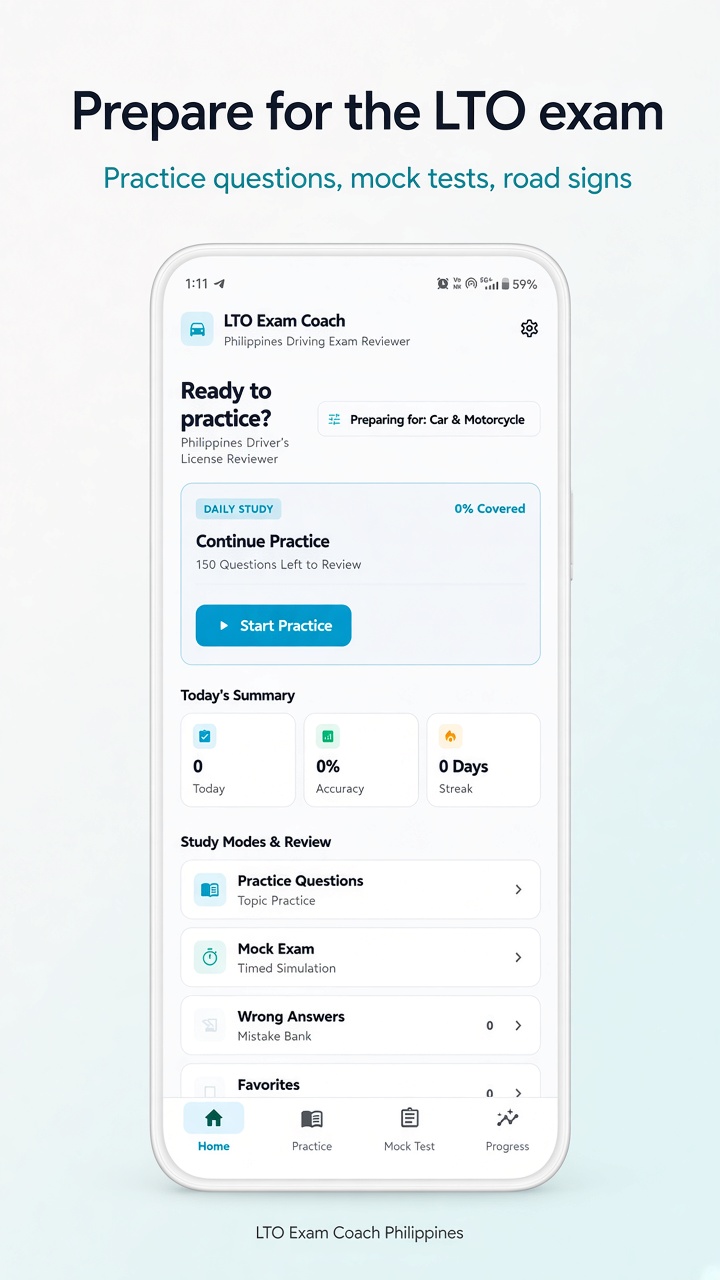 Prepare for the LTO exam
Practice questions, mock tests, road signs
1:11
Vo
NR
5G+
59%
LTO Exam Coach
Philippines Driving Exam Reviewer
Ready to
practice?
Preparing for: Car & Motorcycle
Philippines Driver's
License Reviewer
DAILY STUDY
0% Covered
Continue Practice
150 Questions Left to Review
Start Practice
Today's Summary
0
Today
0%
Accuracy
0 Days
Streak
Study Modes & Review
Practice Questions
Topic Practice
Mock Exam
Timed Simulation
Wrong Answers
Mistake Bank
0
Favorites
0
Home
Practice
Mock Test
Progress
LTO Exam Coach Philippines